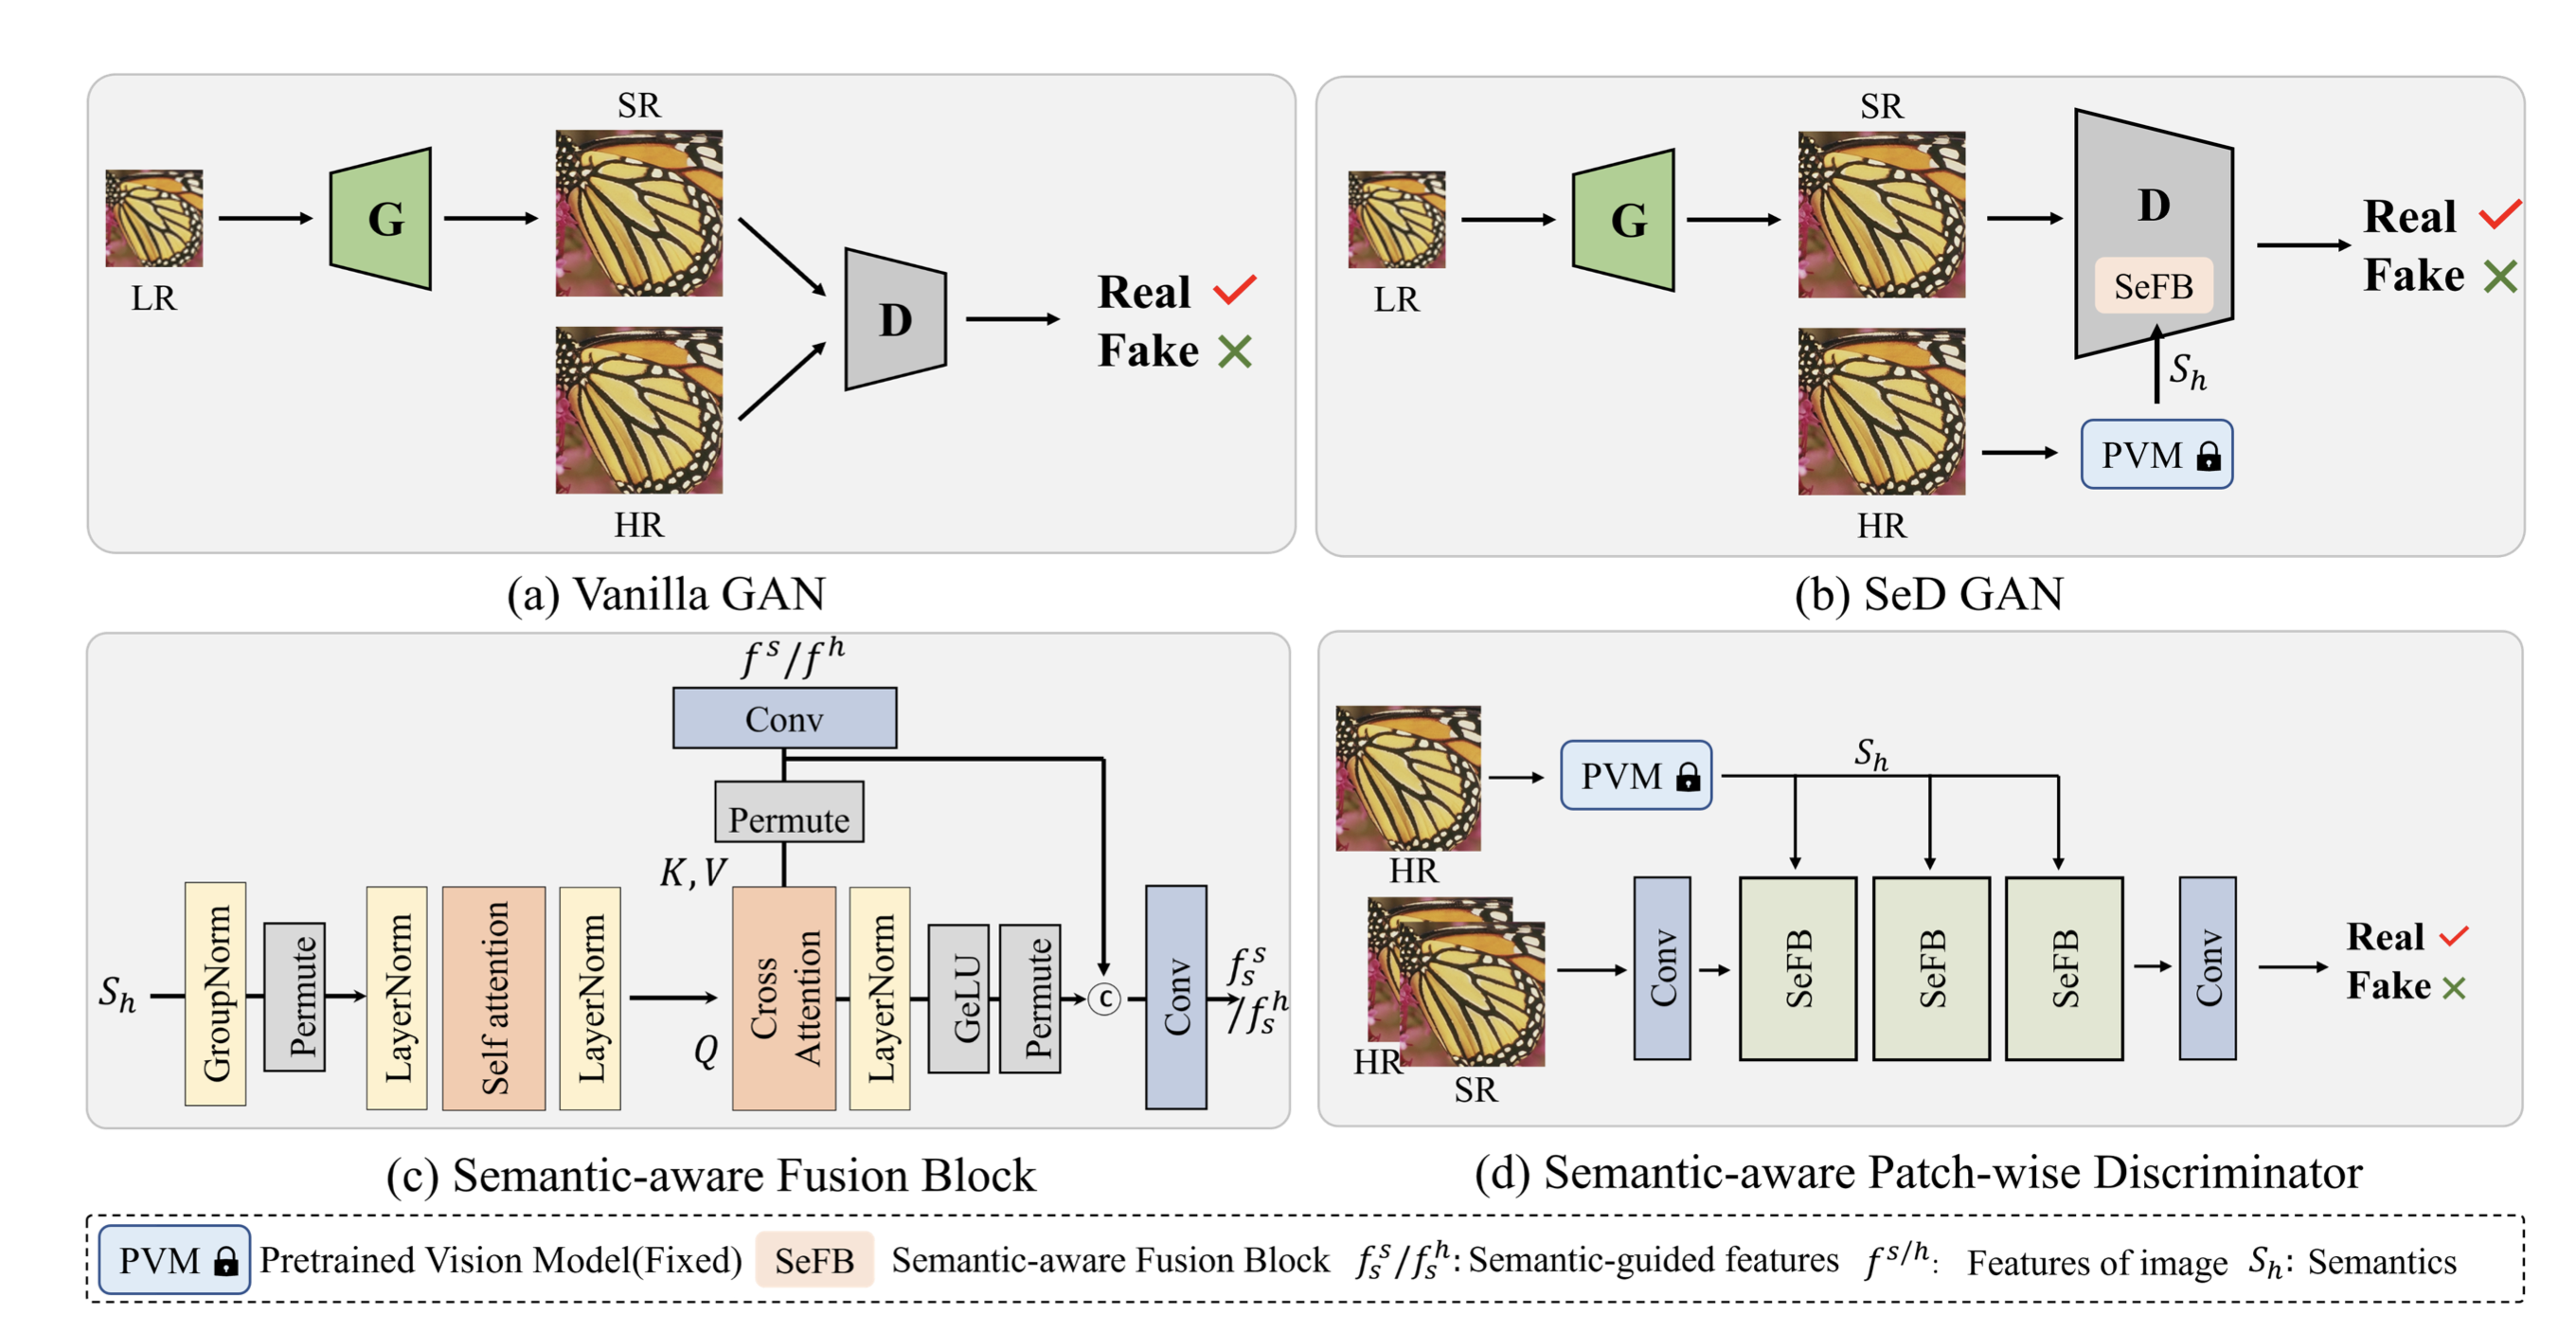 SR
G
LR
D
Real
Fake
HR
(a) Vanilla GAN
SR
G
LR
D
SeFB
Real
Fake
S_h
PVM
HR
(b) SeD GAN
f^s/f^h
Conv
Permute
K, V
S_h
GroupNorm
Permute
LayerNorm
Self attention
LayerNorm
Q
Cross
Attention
LayerNorm
GeLU
Permute
C
Conv
f_s^s
/f_s^h
(c) Semantic-aware Fusion Block
HR
PVM
S_h
HR
SR
Conv
SeFB
SeFB
SeFB
Conv
Real
Fake
(d) Semantic-aware Patch-wise Discriminator
PVM Pretrained Vision Model(Fixed) SeFB Semantic-aware Fusion Block f_s^s/f_s^h: Semantic-guided features f^{s/h}: Features of image S_h: Semantics